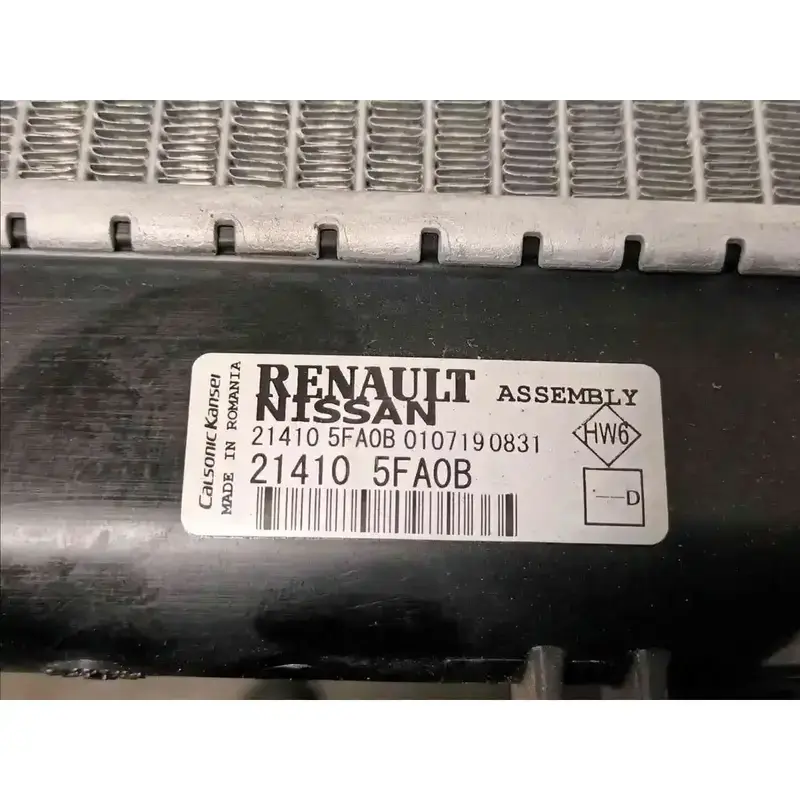 Calsonic Kansei
MADE IN ROMANIA
RENAULT
NISSAN
ASSEMBLY
21410 5FA0B 0107190831
HW6
21410 5FA0B
--D